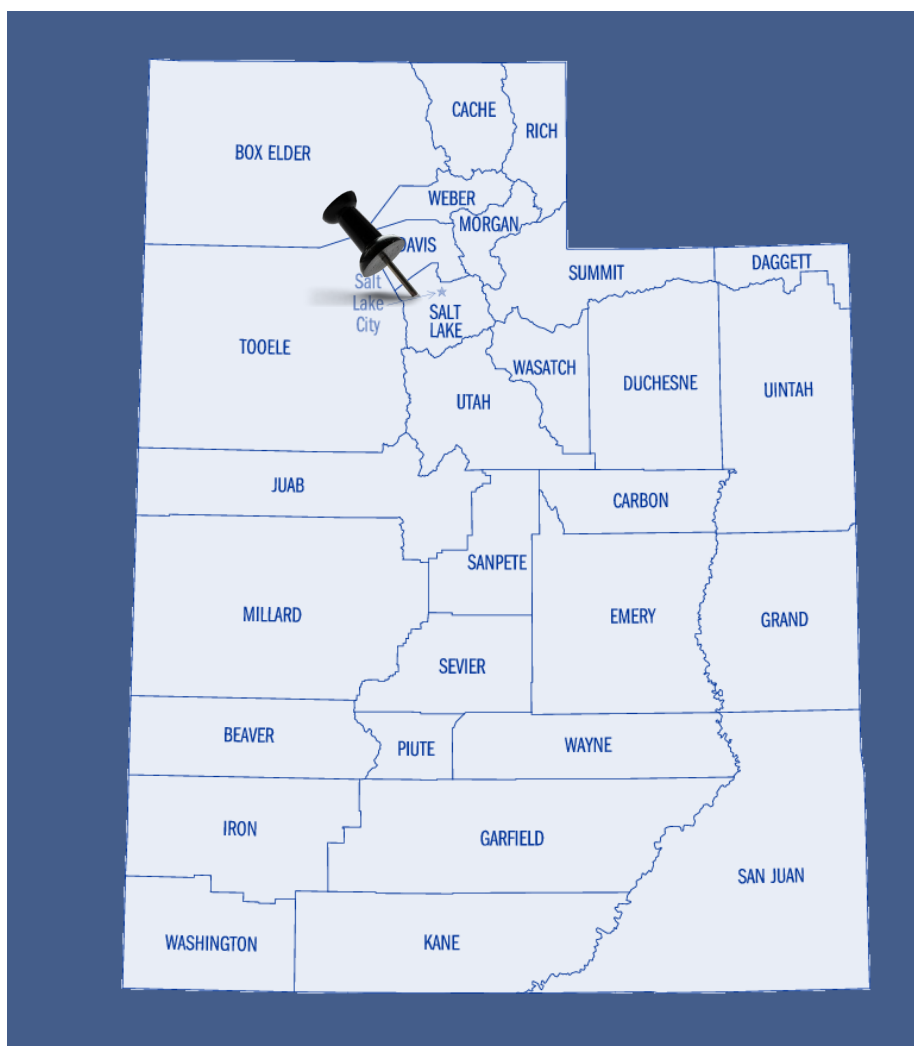 CACHE
RICH
BOX ELDER
WEBER
MORGAN
AVIS
SUMMIT
DAGGETT
Salt
Lake
City
SALT
LAKE
TOOELE
WASATCH
DUCHESNE
UINTAH
UTAH
JUAB
CARBON
SANPETE
MILLARD
EMERY
GRAND
SEVIER
BEAVER
PIUTE
WAYNE
IRON
GARFIELD
SAN JUAN
WASHINGTON
KANE